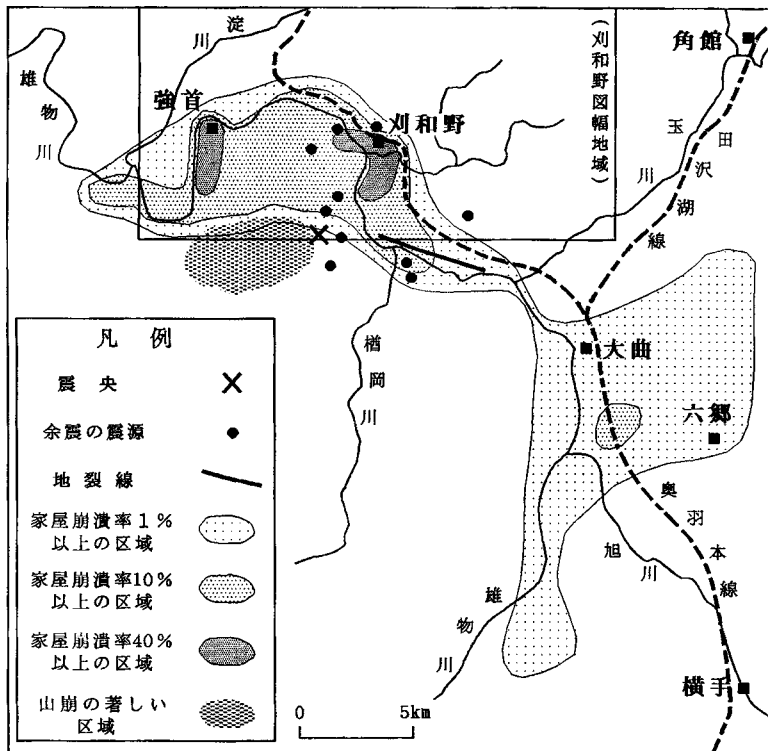 淀川
雄物川
強首
刈和野
(刈和野図幅地域)
角館
玉川
田沢湖線
楢岡川
大曲
六郷
奥羽本線
旭川
雄物川
横手
凡例
震央
余震の震源
地裂線
家屋崩潰率1%
以上の区域
家屋崩潰率10%
以上の区域
家屋崩潰率40%
以上の区域
山崩の著しい
区域
0 5km